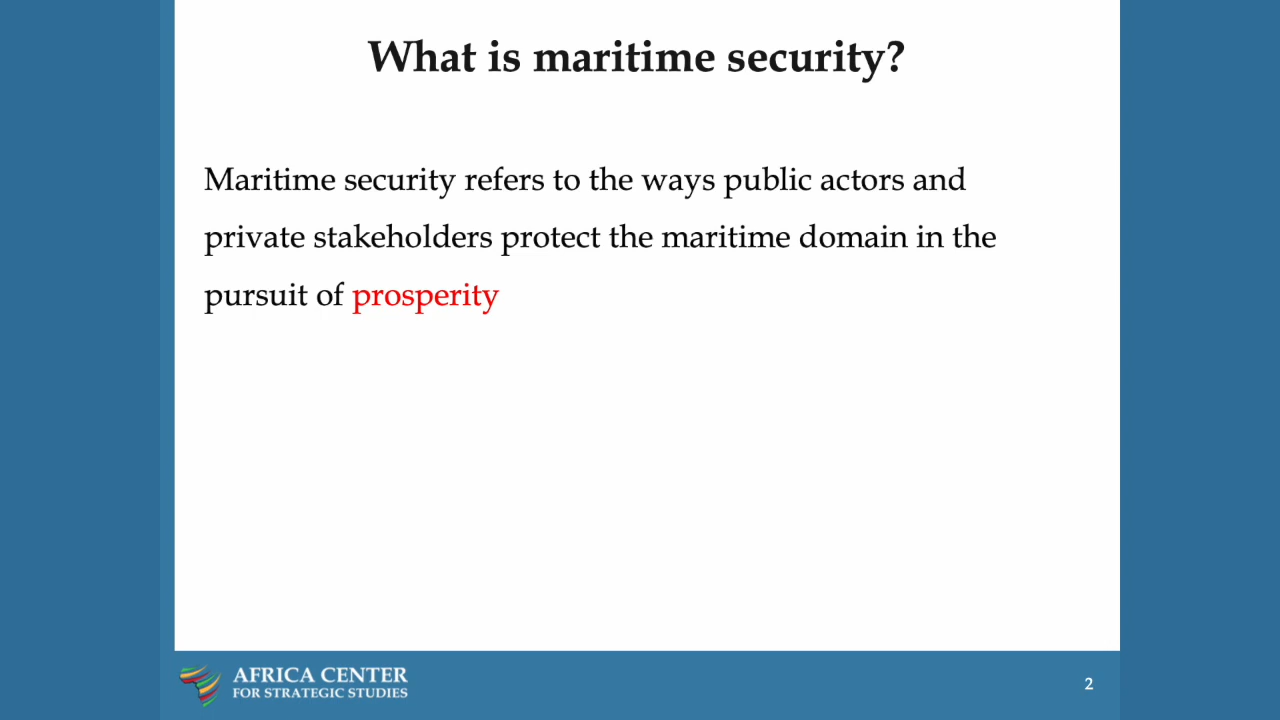 What is maritime security?
Maritime security refers to the ways public actors and
private stakeholders protect the maritime domain in the
pursuit of prosperity
AFRICA CENTER
FOR STRATEGIC STUDIES
2